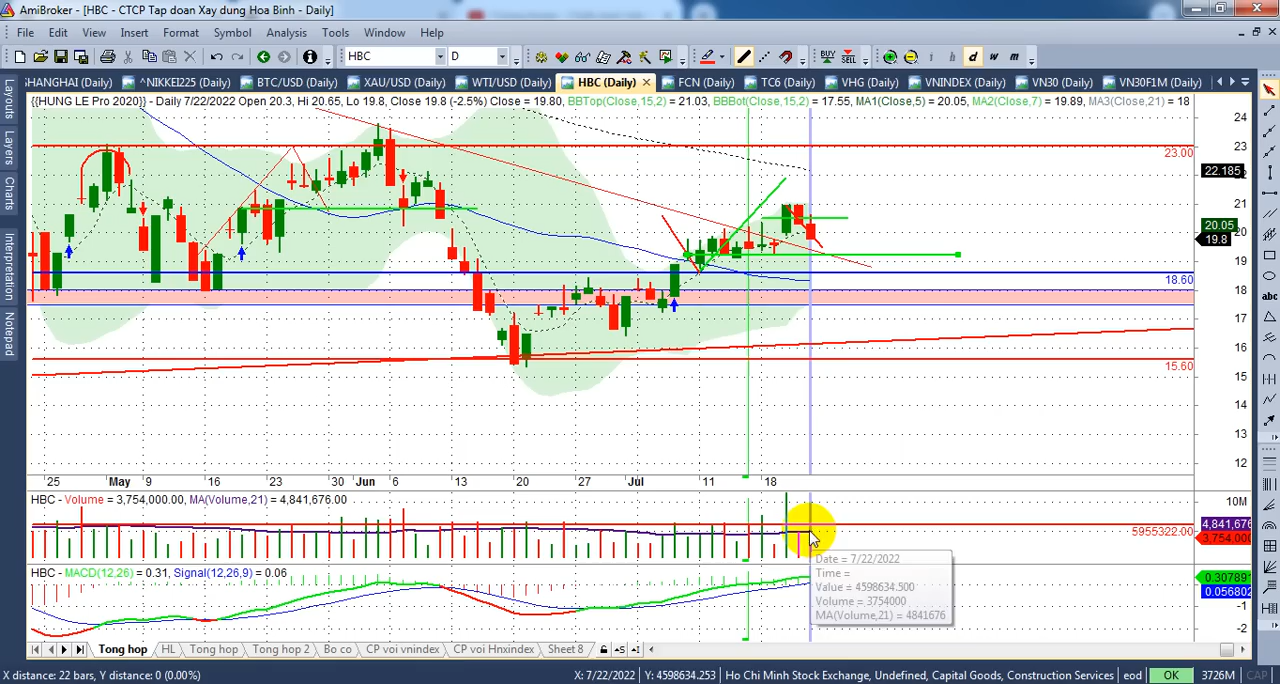 AmiBroker - [HBC - CTCP Tap doan Xay dung Hoa Binh - Daily]
File Edit View Insert Format Symbol Analysis Tools Window Help
HBC D BUY SELL i h d w m
SHANGHAI (Daily) ^NIKKEI225 (Daily) BTC/USD (Daily) XAU/USD (Daily) WTI/USD (Daily) HBC (Daily) FCN (Daily) TC6 (Daily) VHG (Daily) VNINDEX (Daily) VN30 (Daily) VN30F1M (Daily)
Layouts
Layers
Charts
Interpretation
Notepad
{{HUNG LE Pro 2020}} - Daily 7/22/2022 Open 20.3, Hi 20.65, Lo 19.8, Close 19.8 (-2.5%) Close = 19.80, BBTop(Close,15,2) = 21.03, BBBot(Close,15,2) = 17.55, MA1(Close,5) = 20.05, MA2(Close,7) = 19.89, MA3(Close,21) = 18
24
23
23.00
22.185
22
21
20.05
20
19.8
19
18.60
18
17
16
15.60
15
14
13
12
abc
25 May 9 16 23 Jun 6 13 20 27 Jul 11 18
HBC - Volume = 3,754,000.00, MA(Volume,21) = 4,841,676.00
10M
4,841,676
5955322.00
3,754,000
Date = 7/22/2022
Time =
Value = 4598634.500
Volume = 3754000
MA(Volume,21) = 4841676
HBC - MACD(12,26) = 0.31, Signal(12,26,9) = 0.06
0.307891
0.056802
-1
-2
Tong hop HL Tong hop Tong hop 2 Bo co CP voi vnindex CP voi Hnxindex Sheet 8
X distance: 22 bars, Y distance: 0 (0.00%) X: 7/22/2022 Y: 4598634.253 Ho Chi Minh Stock Exchange, Undefined, Capital Goods, Construction Services eod OK 3726M CAP